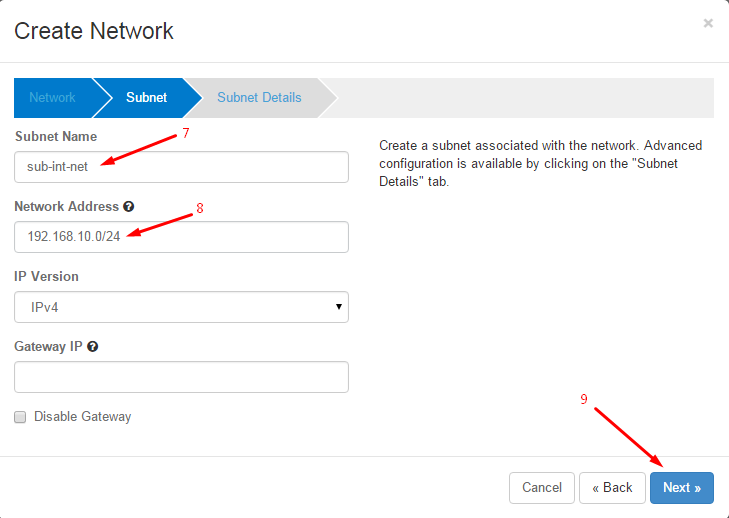 Create Network
×
Network Subnet Subnet Details
Subnet Name
7
sub-int-net
Create a subnet associated with the network. Advanced
configuration is available by clicking on the "Subnet
Details" tab.
Network Address ?
8
192.168.10.0/24
IP Version
IPv4
Gateway IP ?
Disable Gateway
9
Cancel « Back Next »